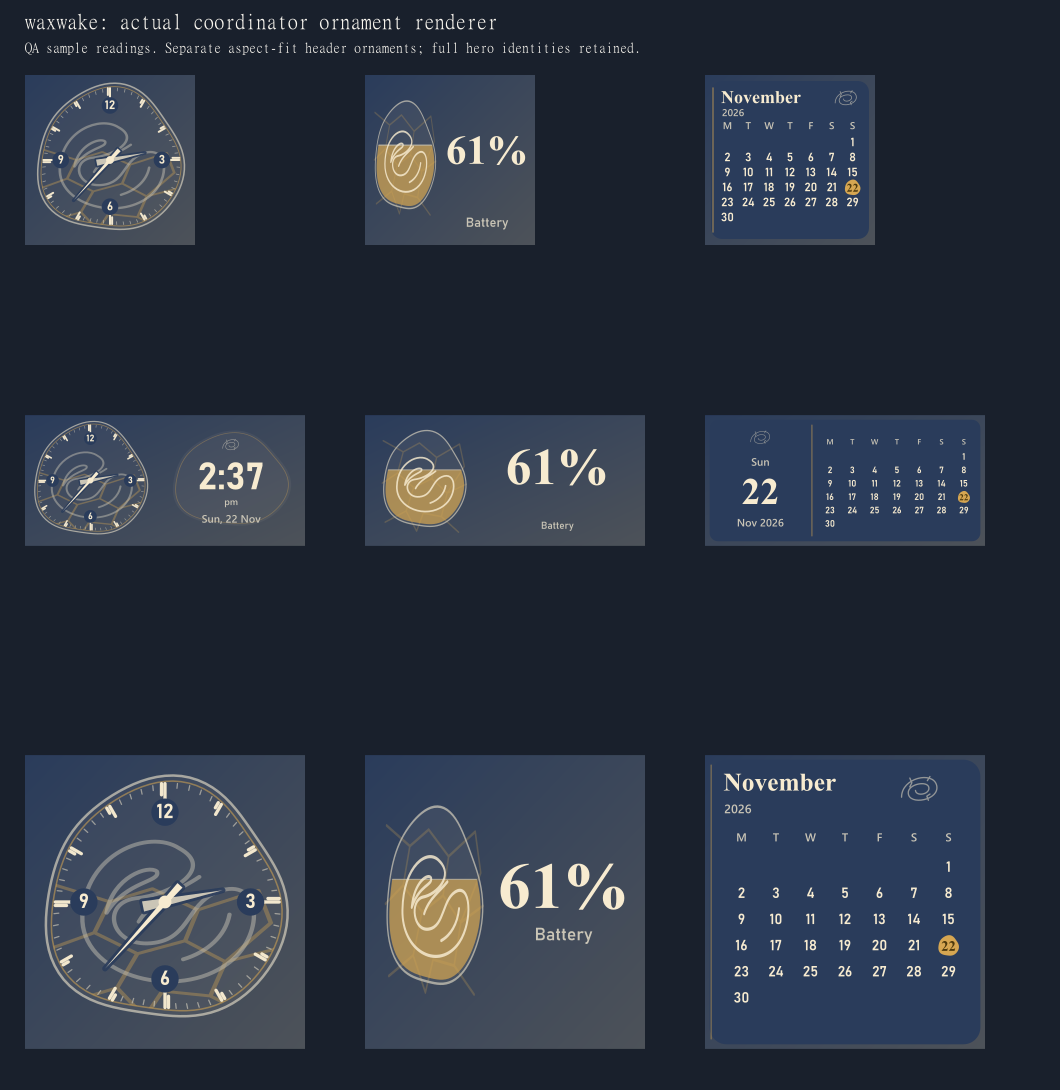 waxwake: actual coordinator ornament renderer
QA sample readings. Separate aspect-fit header ornaments; full hero identities retained.
12
9
3
6
61%
Battery
November
2026
M T W T F S S
1
2 3 4 5 6 7 8
9 10 11 12 13 14 15
16 17 18 19 20 21 22
23 24 25 26 27 28 29
30
12
9
3
6
2:37
pm
Sun, 22 Nov
61%
Battery
Sun
22
Nov 2026
M T W T F S S
1
2 3 4 5 6 7 8
9 10 11 12 13 14 15
16 17 18 19 20 21 22
23 24 25 26 27 28 29
30
12
9
3
6
61%
Battery
November
2026
M T W T F S S
1
2 3 4 5 6 7 8
9 10 11 12 13 14 15
16 17 18 19 20 21 22
23 24 25 26 27 28 29
30